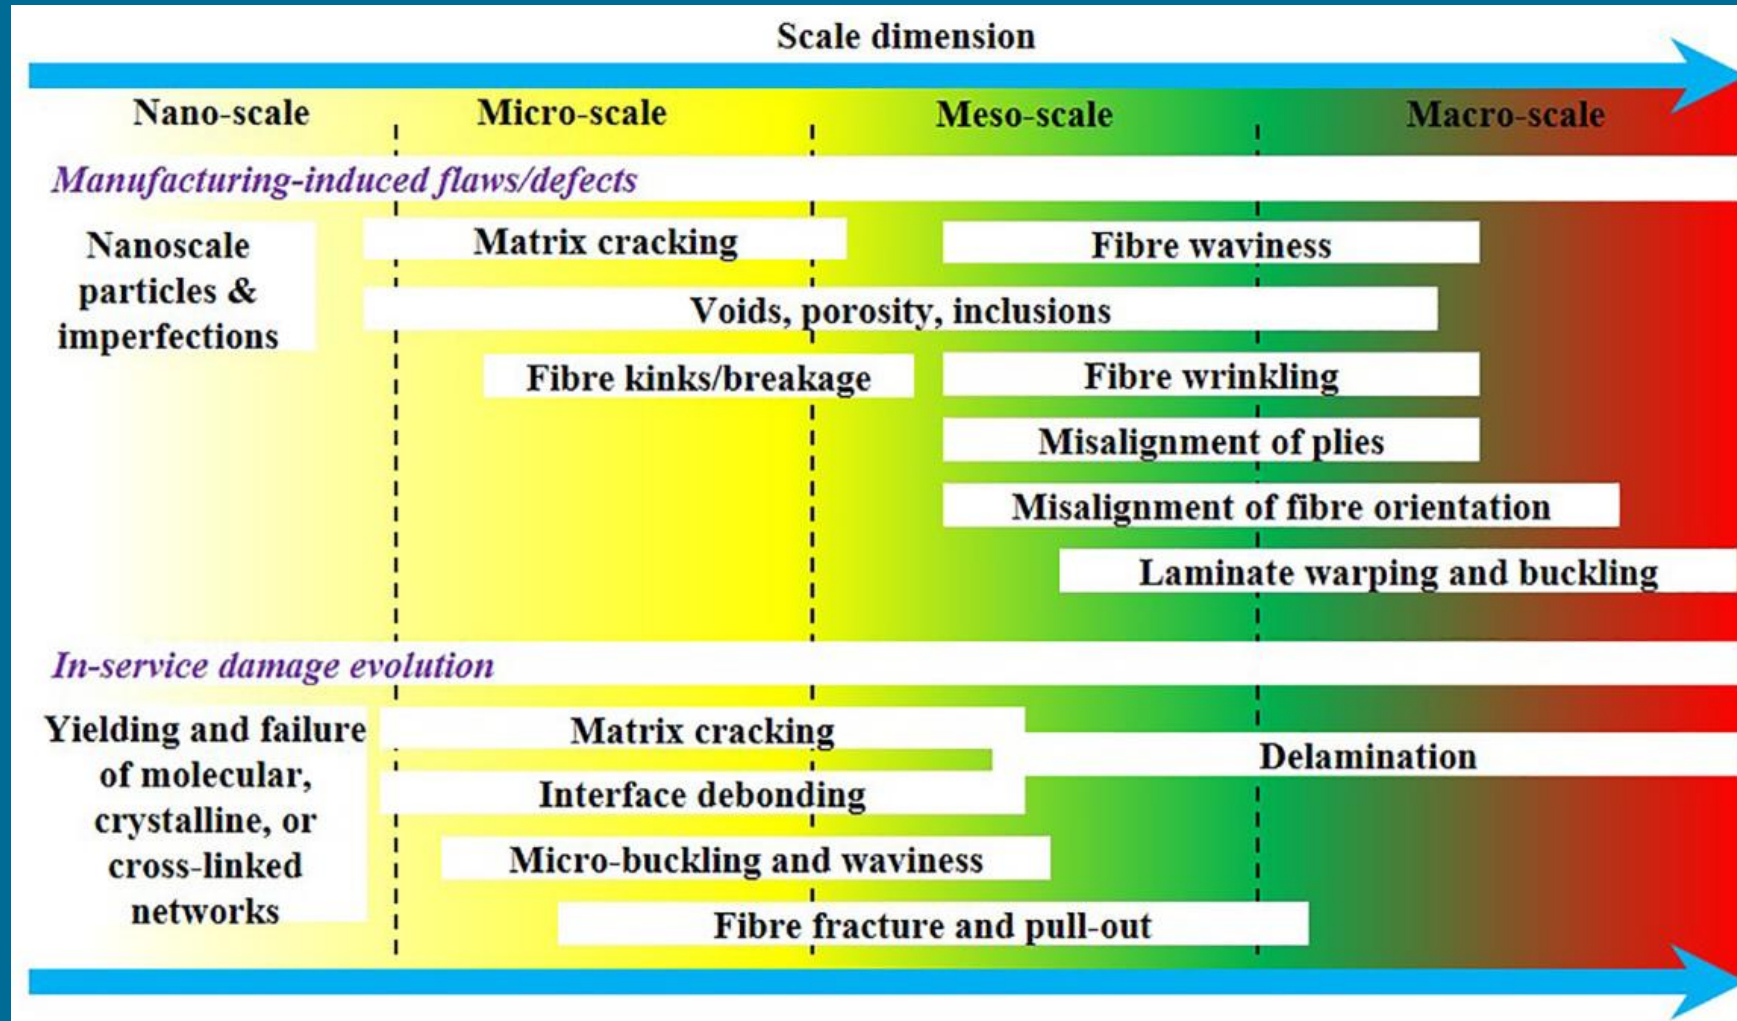 Scale dimension
Nano-scale
Micro-scale
Meso-scale
Macro-scale
Manufacturing-induced flaws/defects
Nanoscale
particles &
imperfections
Matrix cracking
Fibre waviness
Voids, porosity, inclusions
Fibre kinks/breakage
Fibre wrinkling
Misalignment of plies
Misalignment of fibre orientation
Laminate warping and buckling
In-service damage evolution
Yielding and failure
of molecular,
crystalline, or
cross-linked
networks
Matrix cracking
Delamination
Interface debonding
Micro-buckling and waviness
Fibre fracture and pull-out